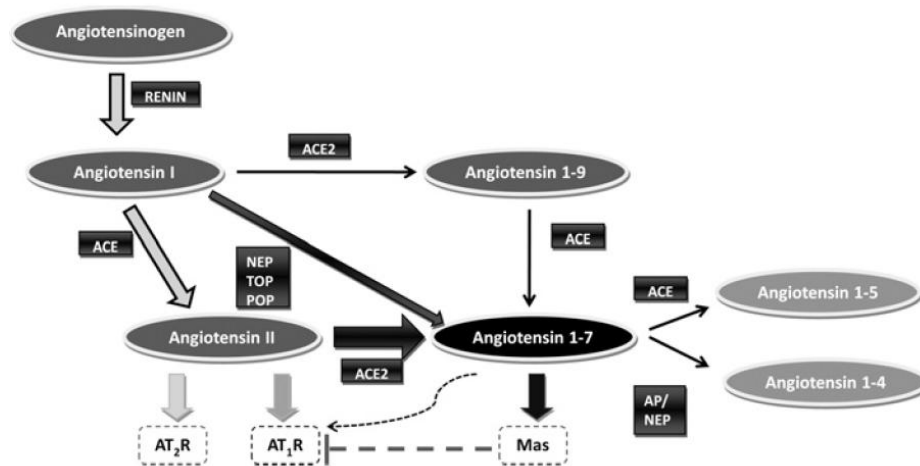 Angiotensinogen
RENIN
ACE2
Angiotensin I
Angiotensin 1-9
ACE
ACE
NEP
TOP
POP
ACE
Angiotensin 1-5
Angiotensin II
Angiotensin 1-7
ACE2
Angiotensin 1-4
AP/
NEP
AT₂R
AT₁R
Mas